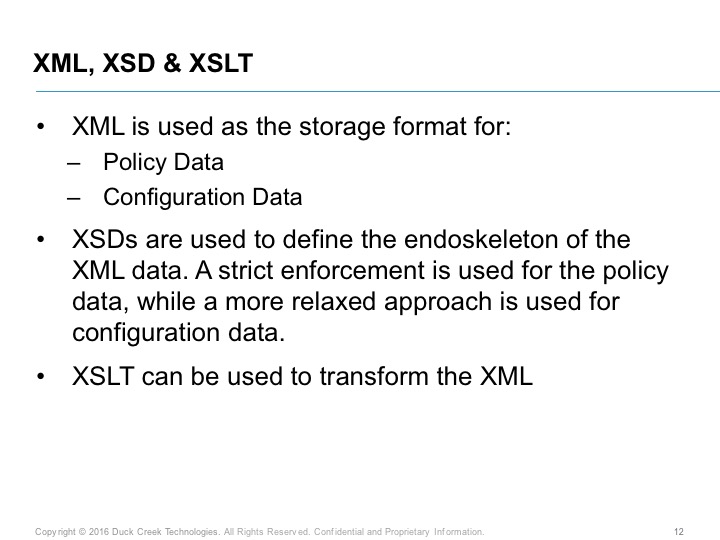 XML, XSD & XSLT
• XML is used as the storage format for:
– Policy Data
– Configuration Data
• XSDs are used to define the endoskeleton of the
XML data. A strict enforcement is used for the policy
data, while a more relaxed approach is used for
configuration data.
• XSLT can be used to transform the XML
Copyright © 2016 Duck Creek Technologies. All Rights Reserved. Confidential and Proprietary Information. 12